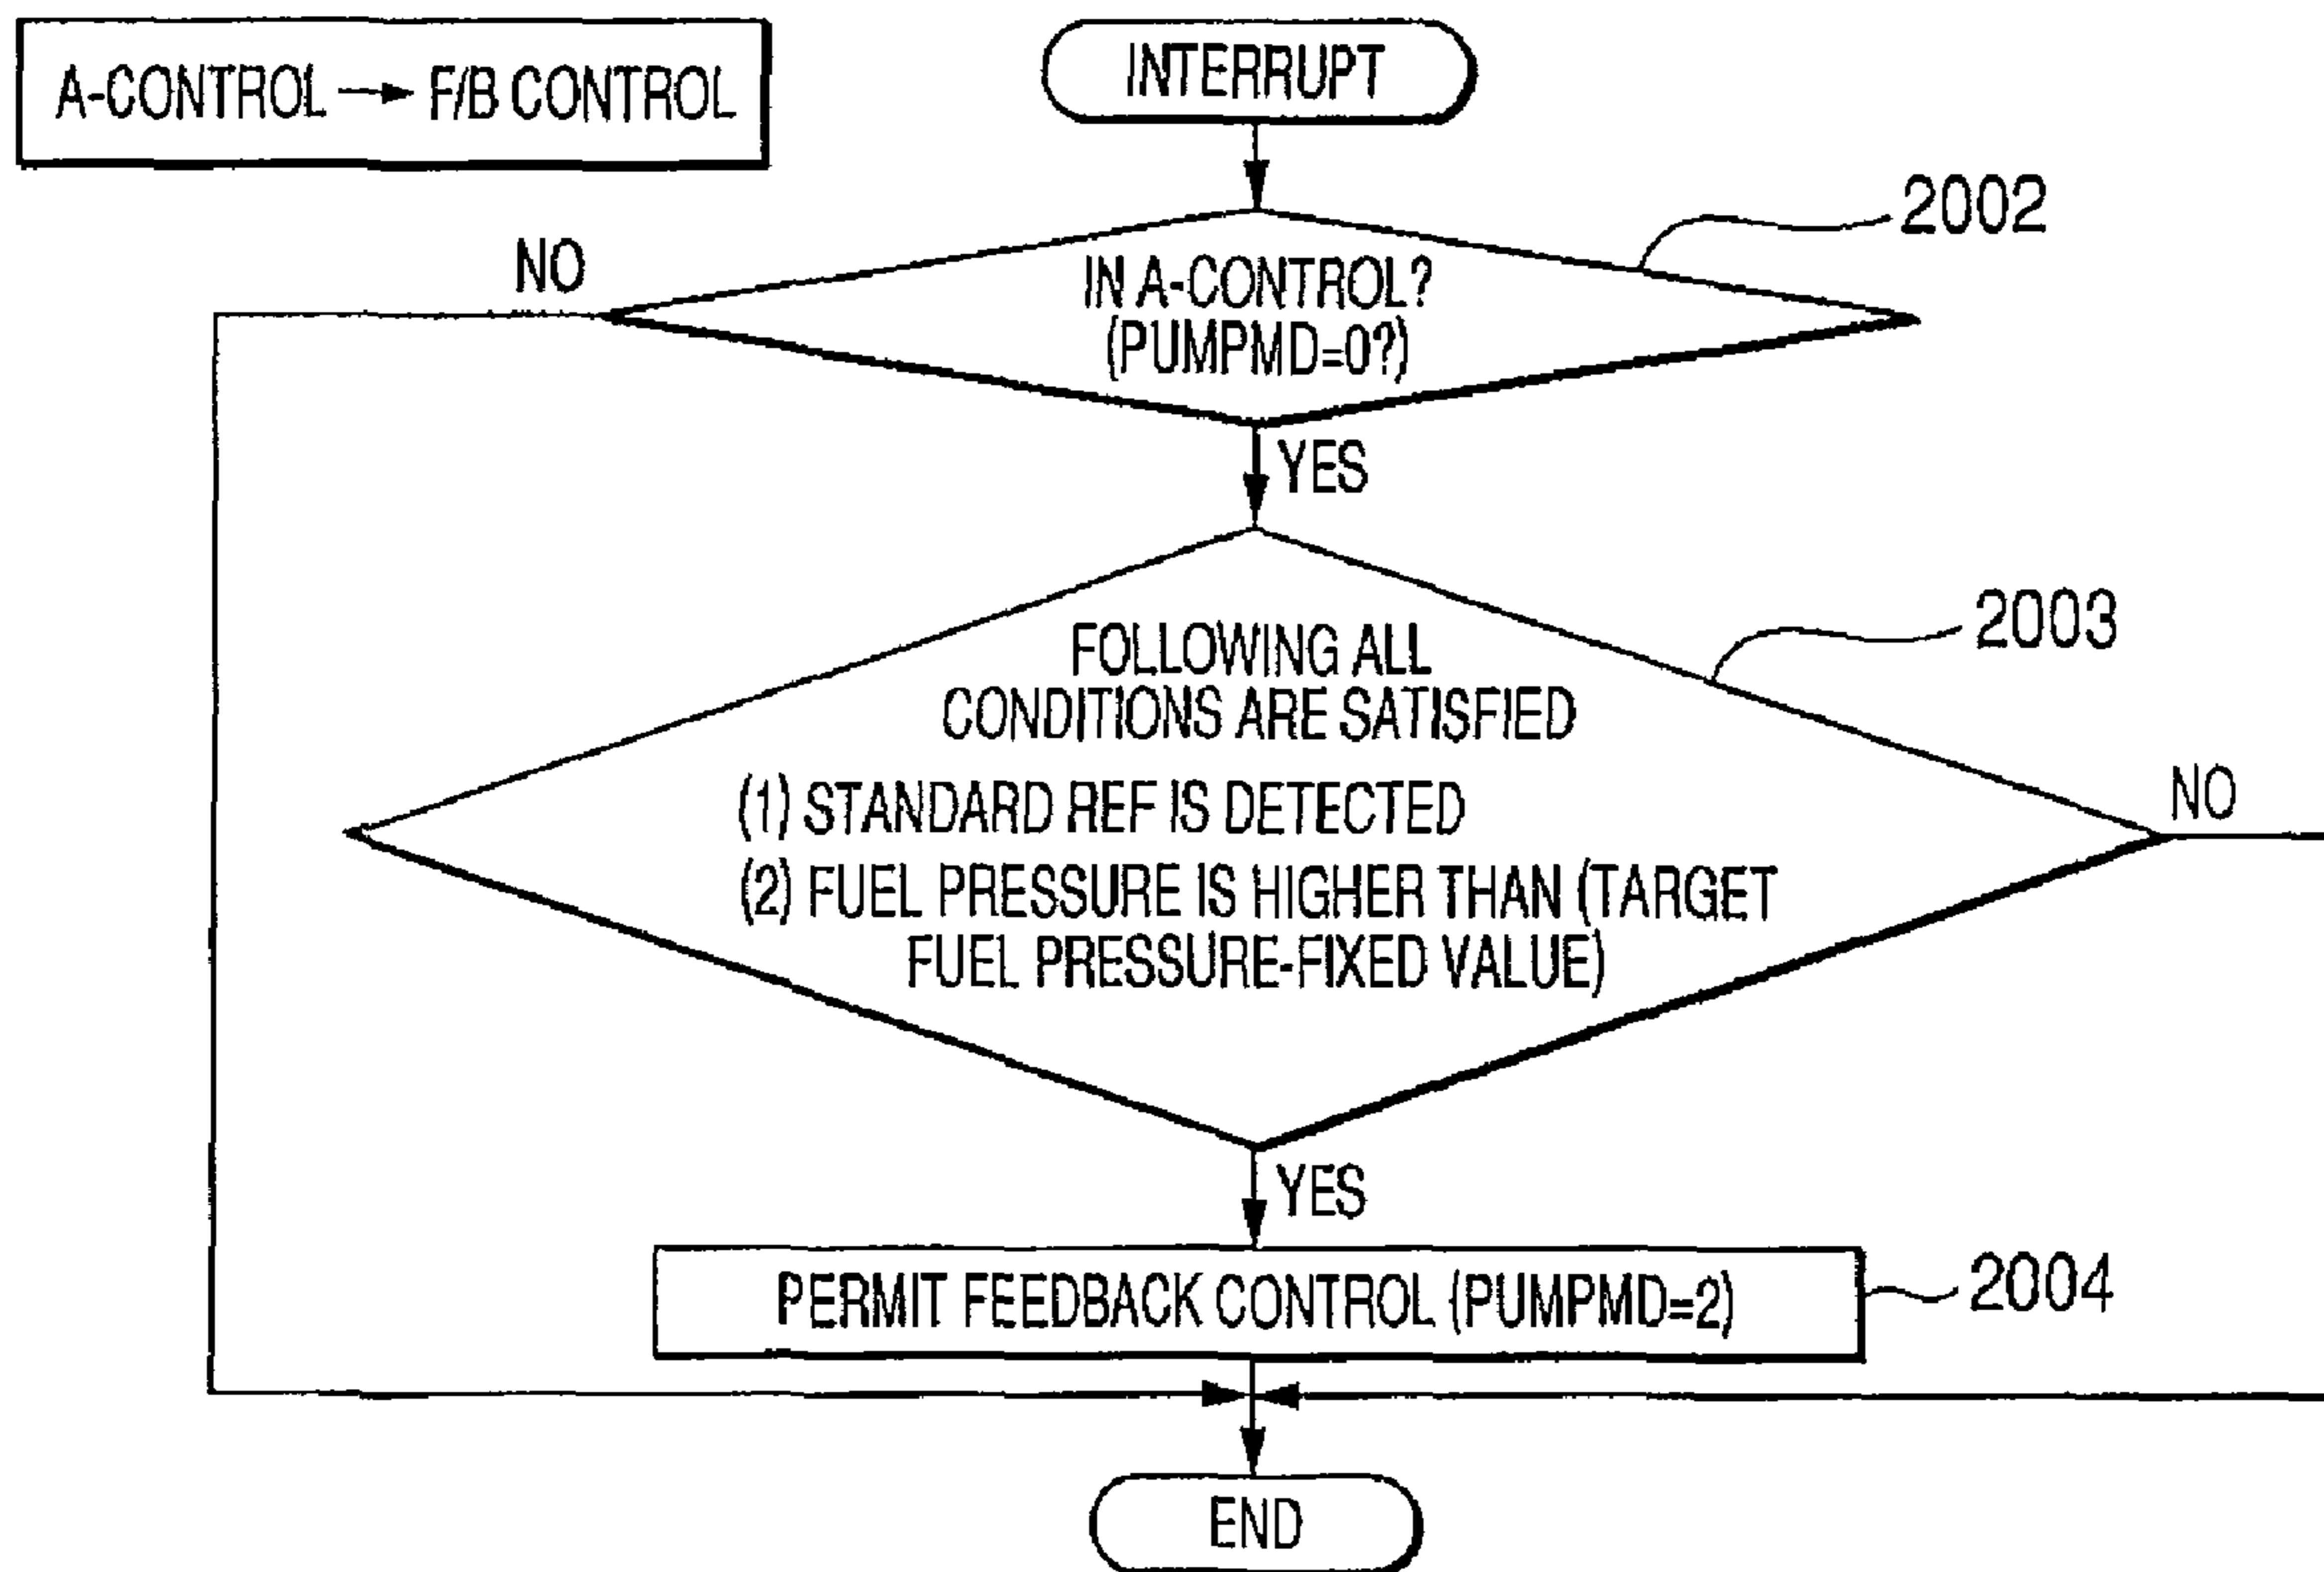 A-CONTROL → F/B CONTROL
INTERRUPT
2002
NO
IN A-CONTROL?
(PUMPMD=0?)
YES
2003
FOLLOWING ALL
CONDITIONS ARE SATISFIED
(1) STANDARD REF IS DETECTED
(2) FUEL PRESSURE IS HIGHER THAN (TARGET
FUEL PRESSURE-FIXED VALUE)
NO
YES
PERMIT FEEDBACK CONTROL (PUMPMD=2)
2004
END